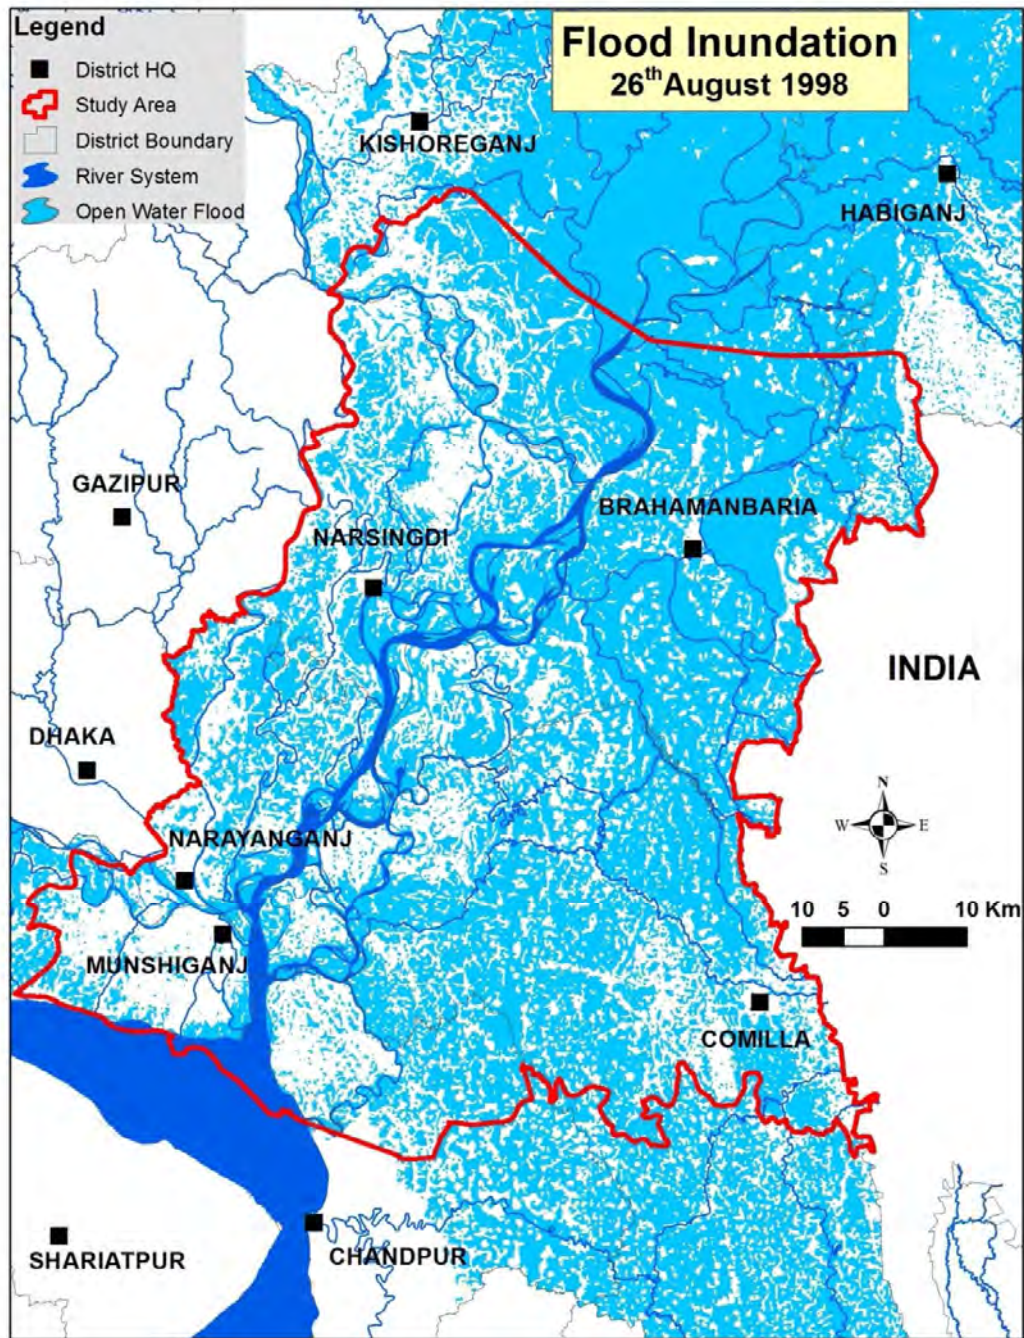 Legend
District HQ
Study Area
District Boundary
River System
Open Water Flood
Flood Inundation
26th August 1998
KISHOREGANJ
HABIGANJ
GAZIPUR
BRAHAMANBARIA
NARSINGDI
INDIA
DHAKA
N
W E
S
NARAYANGANJ
10 5 0 10 Km
MUNSHIGANJ
COMILLA
SHARIATPUR
CHANDPUR